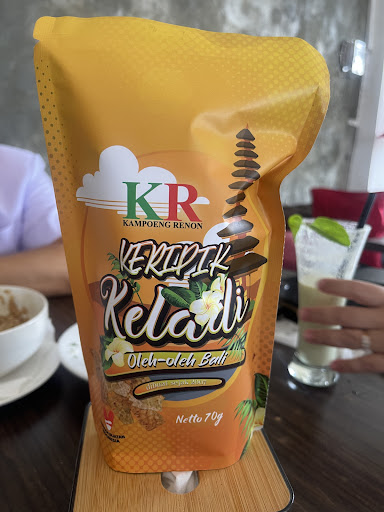 KR
KAMPOENG RENON
KERIPIK
Keladi
Oleh-oleh Bali
Netto 70g